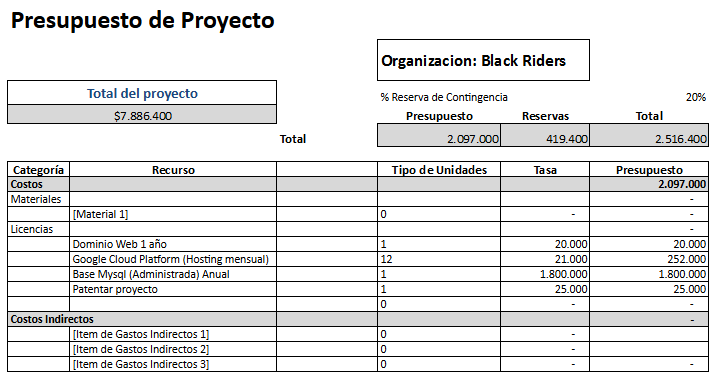 Presupuesto de Proyecto
Organizacion: Black Riders
Total del proyecto
% Reserva de Contingencia 20%
$7.886.400
Presupuesto Reservas Total
Total 2.097.000 419.400 2.516.400
Categoría Recurso Tipo de Unidades Tasa Presupuesto
Costos 2.097.000
Materiales -
[Material 1] 0 - -
Licencias -
Dominio Web 1 año 1 20.000 20.000
Google Cloud Platform (Hosting mensual) 12 21.000 252.000
Base Mysql (Administrada) Anual 1 1.800.000 1.800.000
Patentar proyecto 1 25.000 25.000
0 - -
Costos Indirectos -
[Item de Gastos Indirectos 1] 0 -
[Item de Gastos Indirectos 2] 0 -
[Item de Gastos Indirectos 3] 0 - -